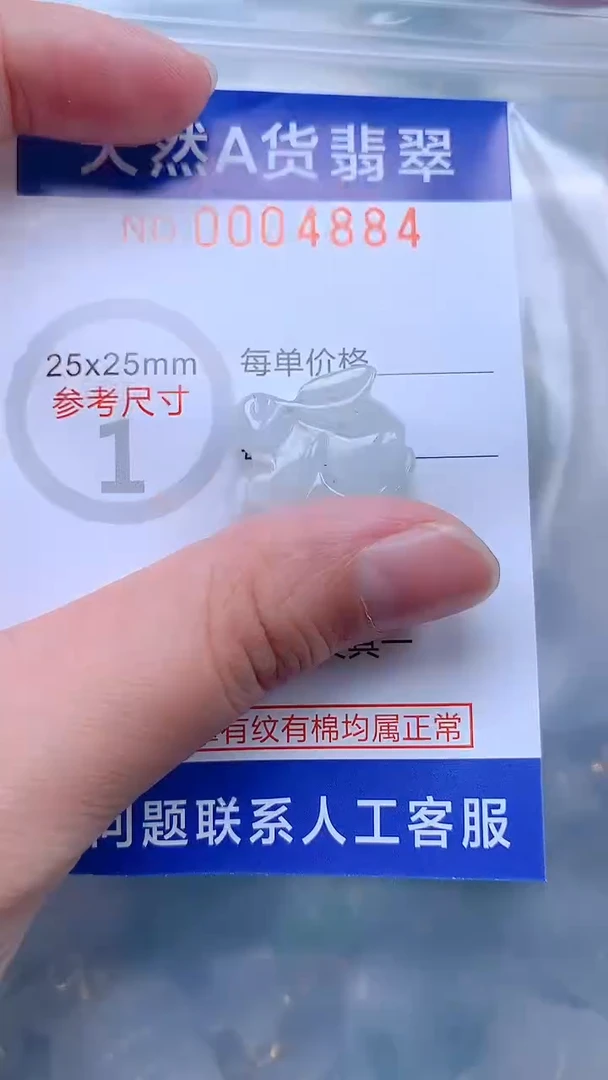 天然A货翡翠
NO 0004884
25x25mm
每单价格
参考尺寸
1
有纹有棉均属正常
问题联系人工客服